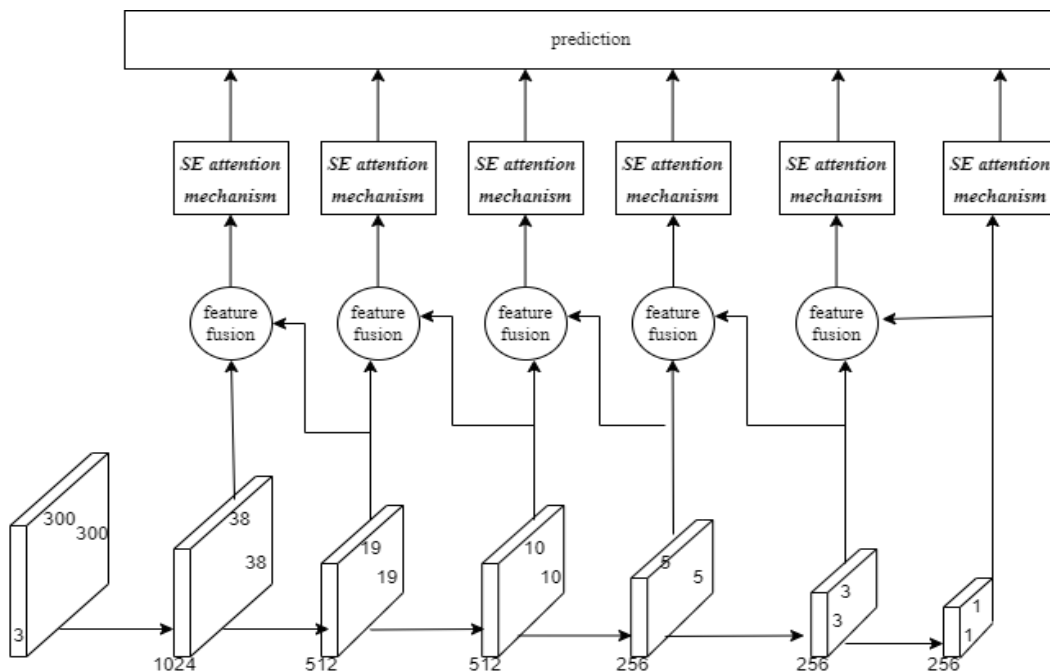 prediction
SE attention
mechanism
SE attention
mechanism
SE attention
mechanism
SE attention
mechanism
SE attention
mechanism
SE attention
mechanism
feature
fusion
feature
fusion
feature
fusion
feature
fusion
feature
fusion
300
300
3
38
38
1024
19
19
512
10
10
512
5
5
256
3
3
256
1
1
256